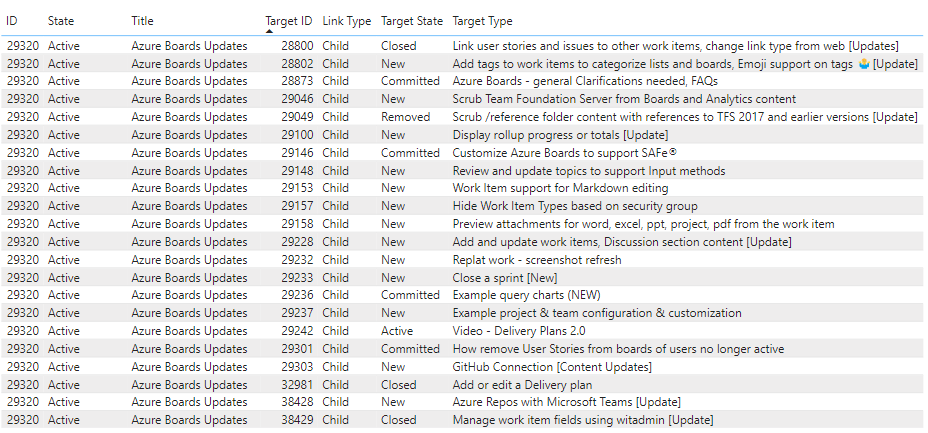 ID State Title Target ID Link Type Target State Target Type
29320 Active Azure Boards Updates 28800 Child Closed Link user stories and issues to other work items, change link type from web [Updates]
29320 Active Azure Boards Updates 28802 Child New Add tags to work items to categorize lists and boards, Emoji support on tags 🤹 [Update]
29320 Active Azure Boards Updates 28873 Child Committed Azure Boards - general Clarifications needed, FAQs
29320 Active Azure Boards Updates 29046 Child New Scrub Team Foundation Server from Boards and Analytics content
29320 Active Azure Boards Updates 29049 Child Removed Scrub /reference folder content with references to TFS 2017 and earlier versions [Update]
29320 Active Azure Boards Updates 29100 Child New Display rollup progress or totals [Update]
29320 Active Azure Boards Updates 29146 Child Committed Customize Azure Boards to support SAFe®
29320 Active Azure Boards Updates 29148 Child New Review and update topics to support Input methods
29320 Active Azure Boards Updates 29153 Child New Work Item support for Markdown editing
29320 Active Azure Boards Updates 29157 Child New Hide Work Item Types based on security group
29320 Active Azure Boards Updates 29158 Child New Preview attachments for word, excel, ppt, project, pdf from the work item
29320 Active Azure Boards Updates 29228 Child New Add and update work items, Discussion section content [Update]
29320 Active Azure Boards Updates 29232 Child New Replat work - screenshot refresh
29320 Active Azure Boards Updates 29233 Child New Close a sprint [New]
29320 Active Azure Boards Updates 29236 Child Committed Example query charts (NEW)
29320 Active Azure Boards Updates 29237 Child New Example project & team configuration & customization
29320 Active Azure Boards Updates 29242 Child Active Video - Delivery Plans 2.0
29320 Active Azure Boards Updates 29301 Child Committed How remove User Stories from boards of users no longer active
29320 Active Azure Boards Updates 29303 Child New GitHub Connection [Content Updates]
29320 Active Azure Boards Updates 32981 Child Closed Add or edit a Delivery plan
29320 Active Azure Boards Updates 38428 Child New Azure Repos with Microsoft Teams [Update]
29320 Active Azure Boards Updates 38429 Child Closed Manage work item fields using witadmin [Update]